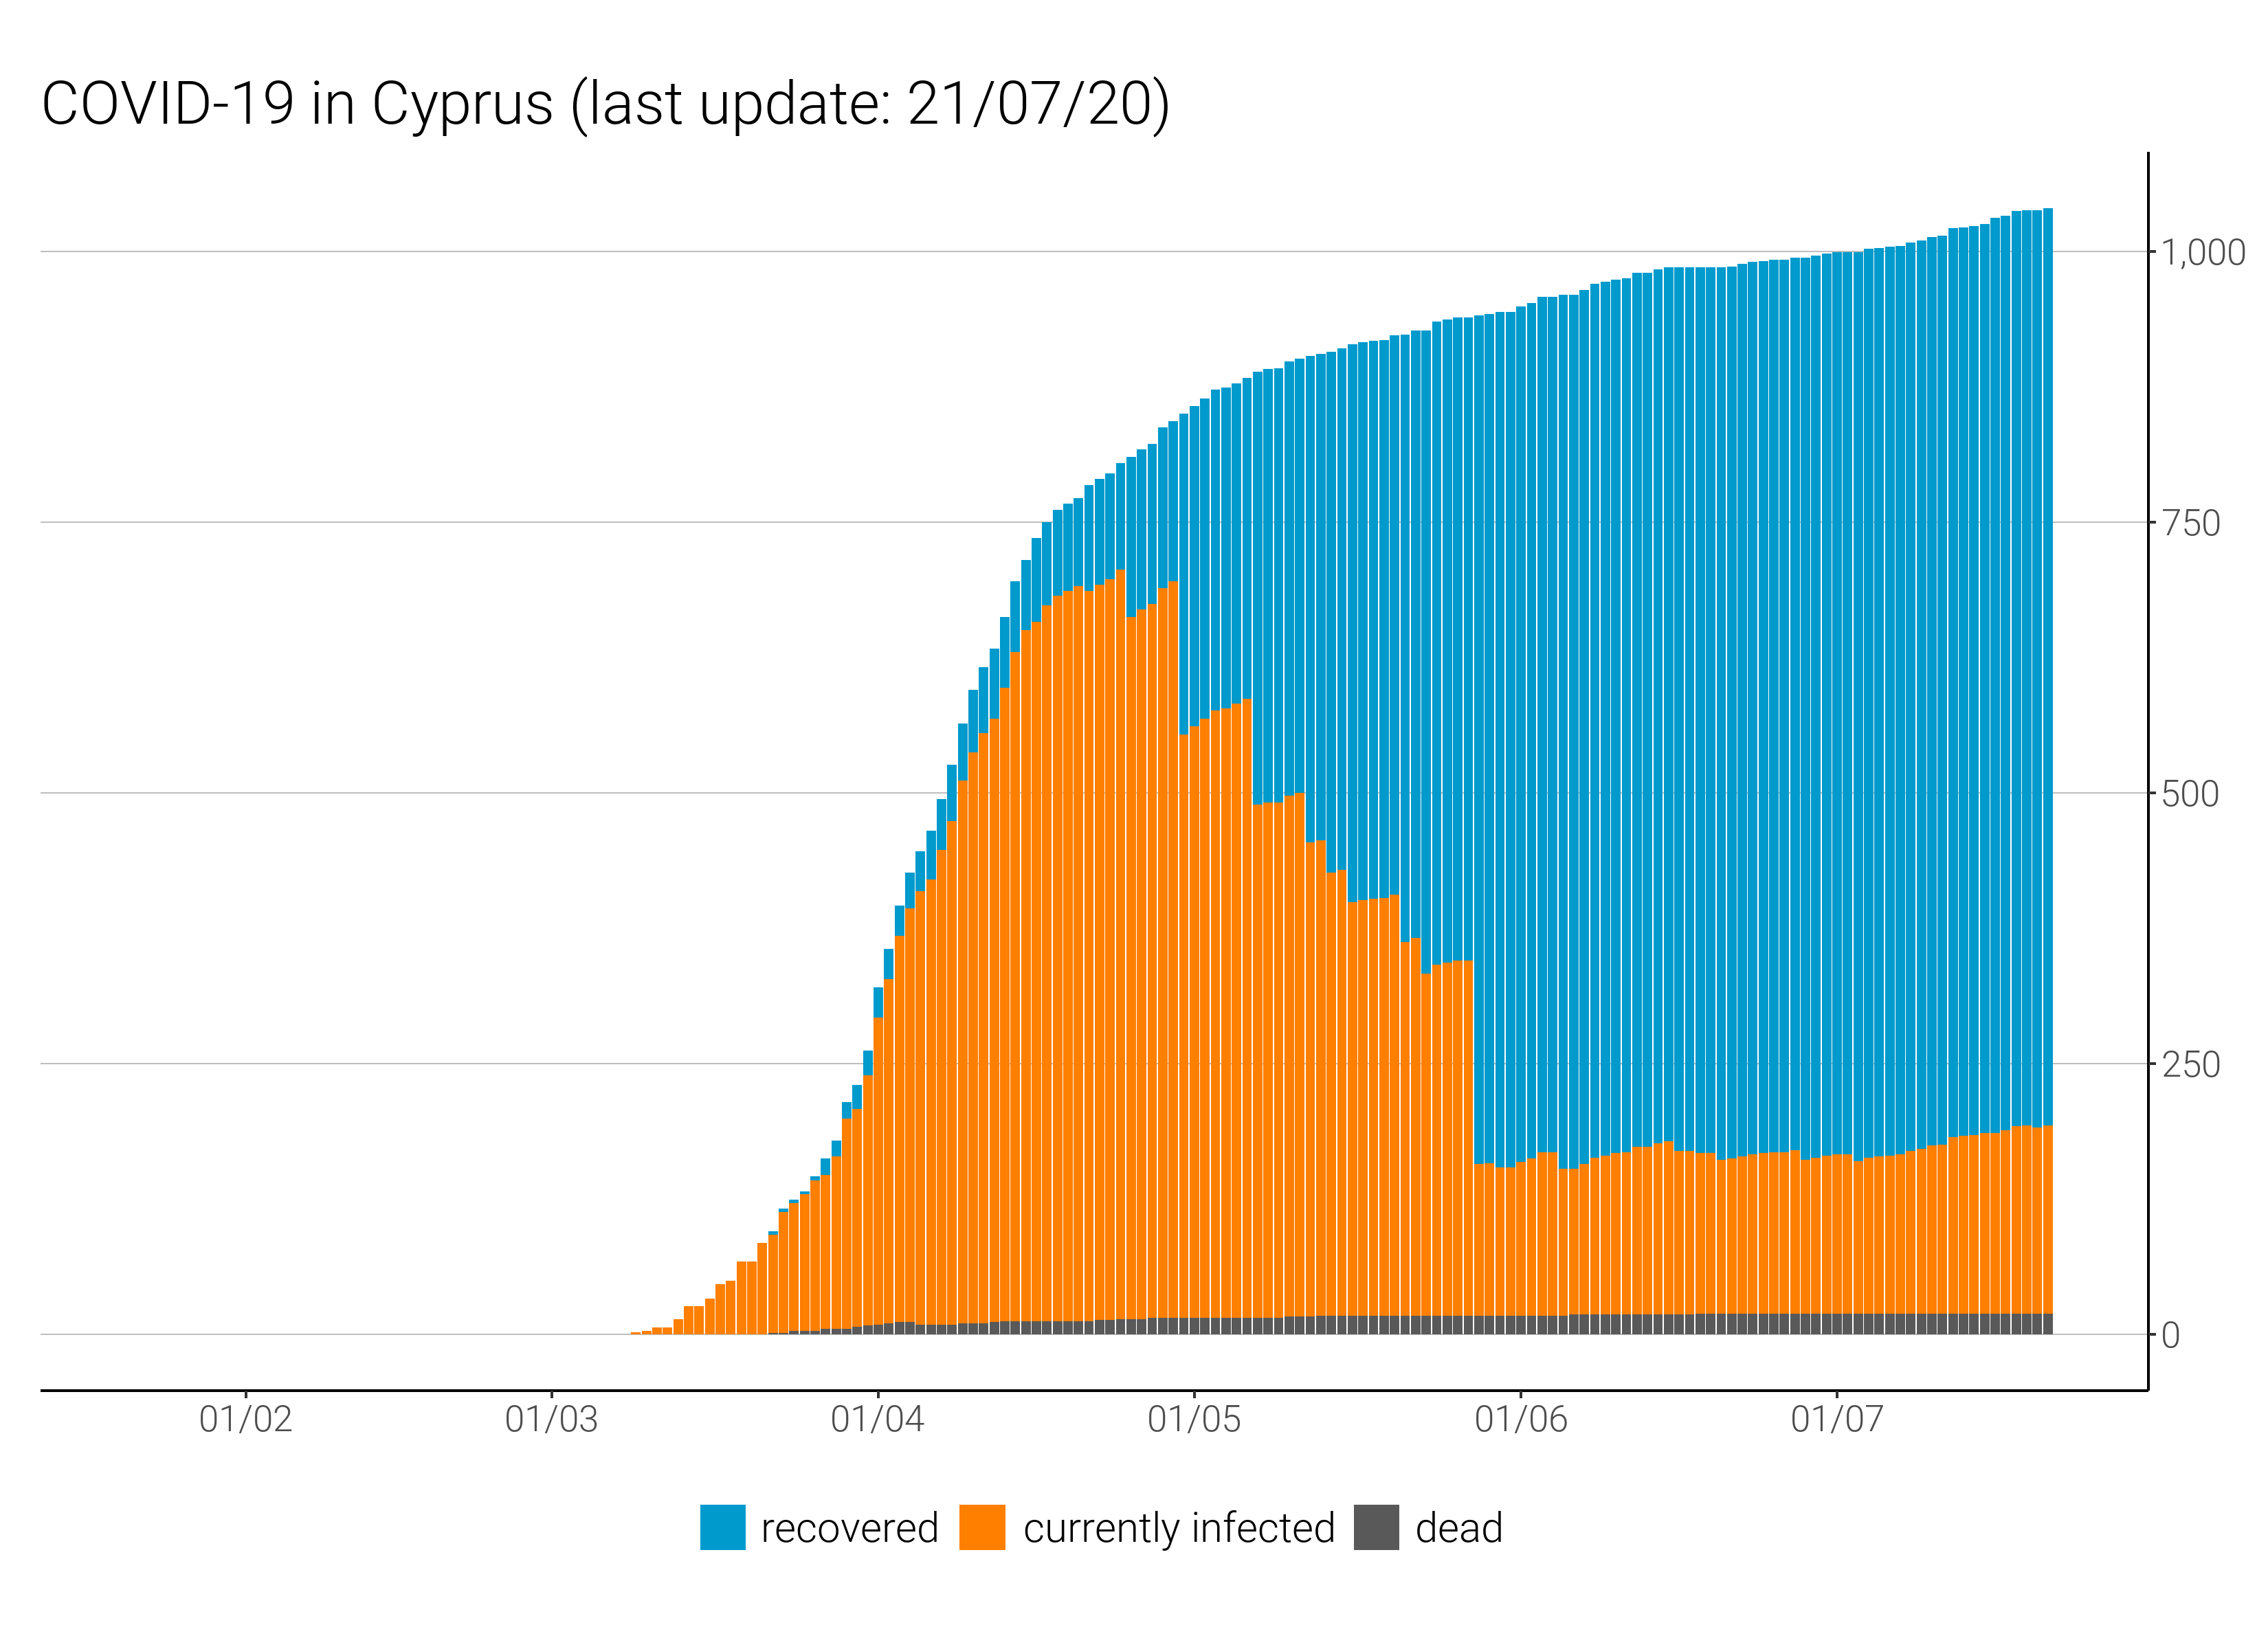 COVID-19 in Cyprus (last update: 21/07/20)
1,000
750
500
250
0
01/02 01/03 01/04 01/05 01/06 01/07
recovered currently infected dead